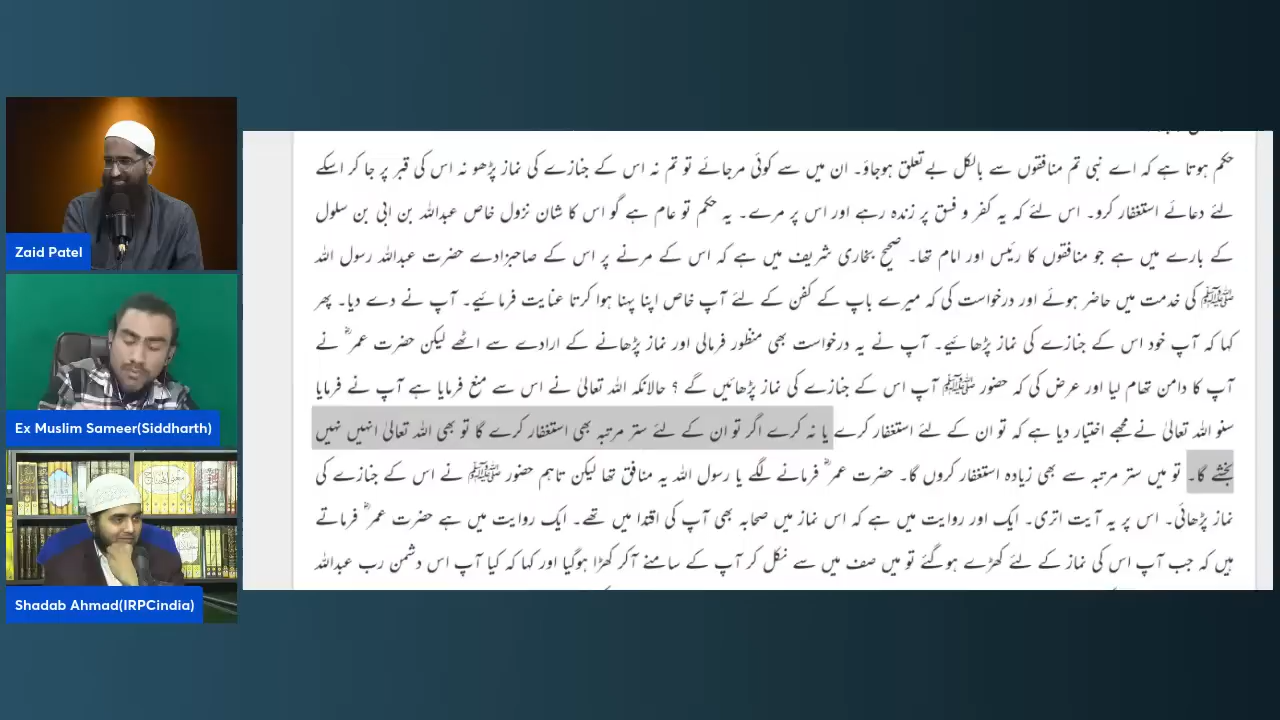 Zaid Patel
Ex Muslim Sameer(Siddharth)
Shadab Ahmad(IRPCindia)
حکم ہوتا ہے کہ اے نبی تم منافقوں سے بالکل بےتعلق ہوجاؤ۔ ان میں سے کوئی مرجائے تو تم نہ اس کے جنازے کی نماز پڑھو نہ اس کی قبر پر جا کر اسکے
لئے دعائے استغفار کرو۔ اس لئے کہ یہ کفر و فسق پر زندہ رہے اور اس پر مرے۔ یہ حکم تو عام ہے گو اس کا شان نزول خاص عبداللہ بن ابی بن سلول
کے بارے میں ہے جو منافقوں کا رئیس اور امام تھا۔ صحیح بخاری شریف میں ہے کہ اس کے مرنے پر اس کے صاحبزادے حضرت عبداللہ رسول اللہ
ﷺ کی خدمت میں حاضر ہوئے اور درخواست کی کہ میرے باپ کے کفن کے لئے آپ خاص اپنا پہنا ہوا کرتا عنایت فرمائیے۔ آپ نے دے دیا۔ پھر
کہا کہ آپ خود اس کے جنازے کی نماز پڑھائیے۔ آپ نے یہ درخواست بھی منظور فرمالی اور نماز پڑھانے کے ارادے سے اٹھے لیکن حضرت عمر ؓ نے
آپ کا دامن تھام لیا اور عرض کی کہ حضور ﷺ آپ اس کے جنازے کی نماز پڑھائیں گے ؟ حالانکہ اللہ تعالیٰ نے اس سے منع فرمایا ہے آپ نے فرمایا
سنو اللہ تعالیٰ نے مجھے اختیار دیا ہے کہ تو ان کے لئے استغفار کرے یا نہ کرے اگر تو ان کے لئے ستر مرتبہ بھی استغفار کرے گا تو بھی اللہ تعالیٰ انہیں نہیں
بخشے گا۔ تو میں ستر مرتبہ سے بھی زیادہ استغفار کروں گا۔ حضرت عمر ؓ فرمانے لگے یا رسول اللہ یہ منافق تھا لیکن تاہم حضور ﷺ نے اس کے جنازے کی
نماز پڑھائی۔ اس پر یہ آیت اتری۔ ایک اور روایت میں ہے کہ اس نماز میں صحابہ بھی آپ کی اقتدا میں تھے۔ ایک روایت میں ہے حضرت عمر ؓ فرماتے
ہیں کہ جب آپ اس کی نماز کے لئے کھڑے ہوگئے تو میں صف میں سے نکل کر آپ کے سامنے آکر کھڑا ہوگیا اور کہا کہ کیا آپ اس دشمن رب عبداللہ